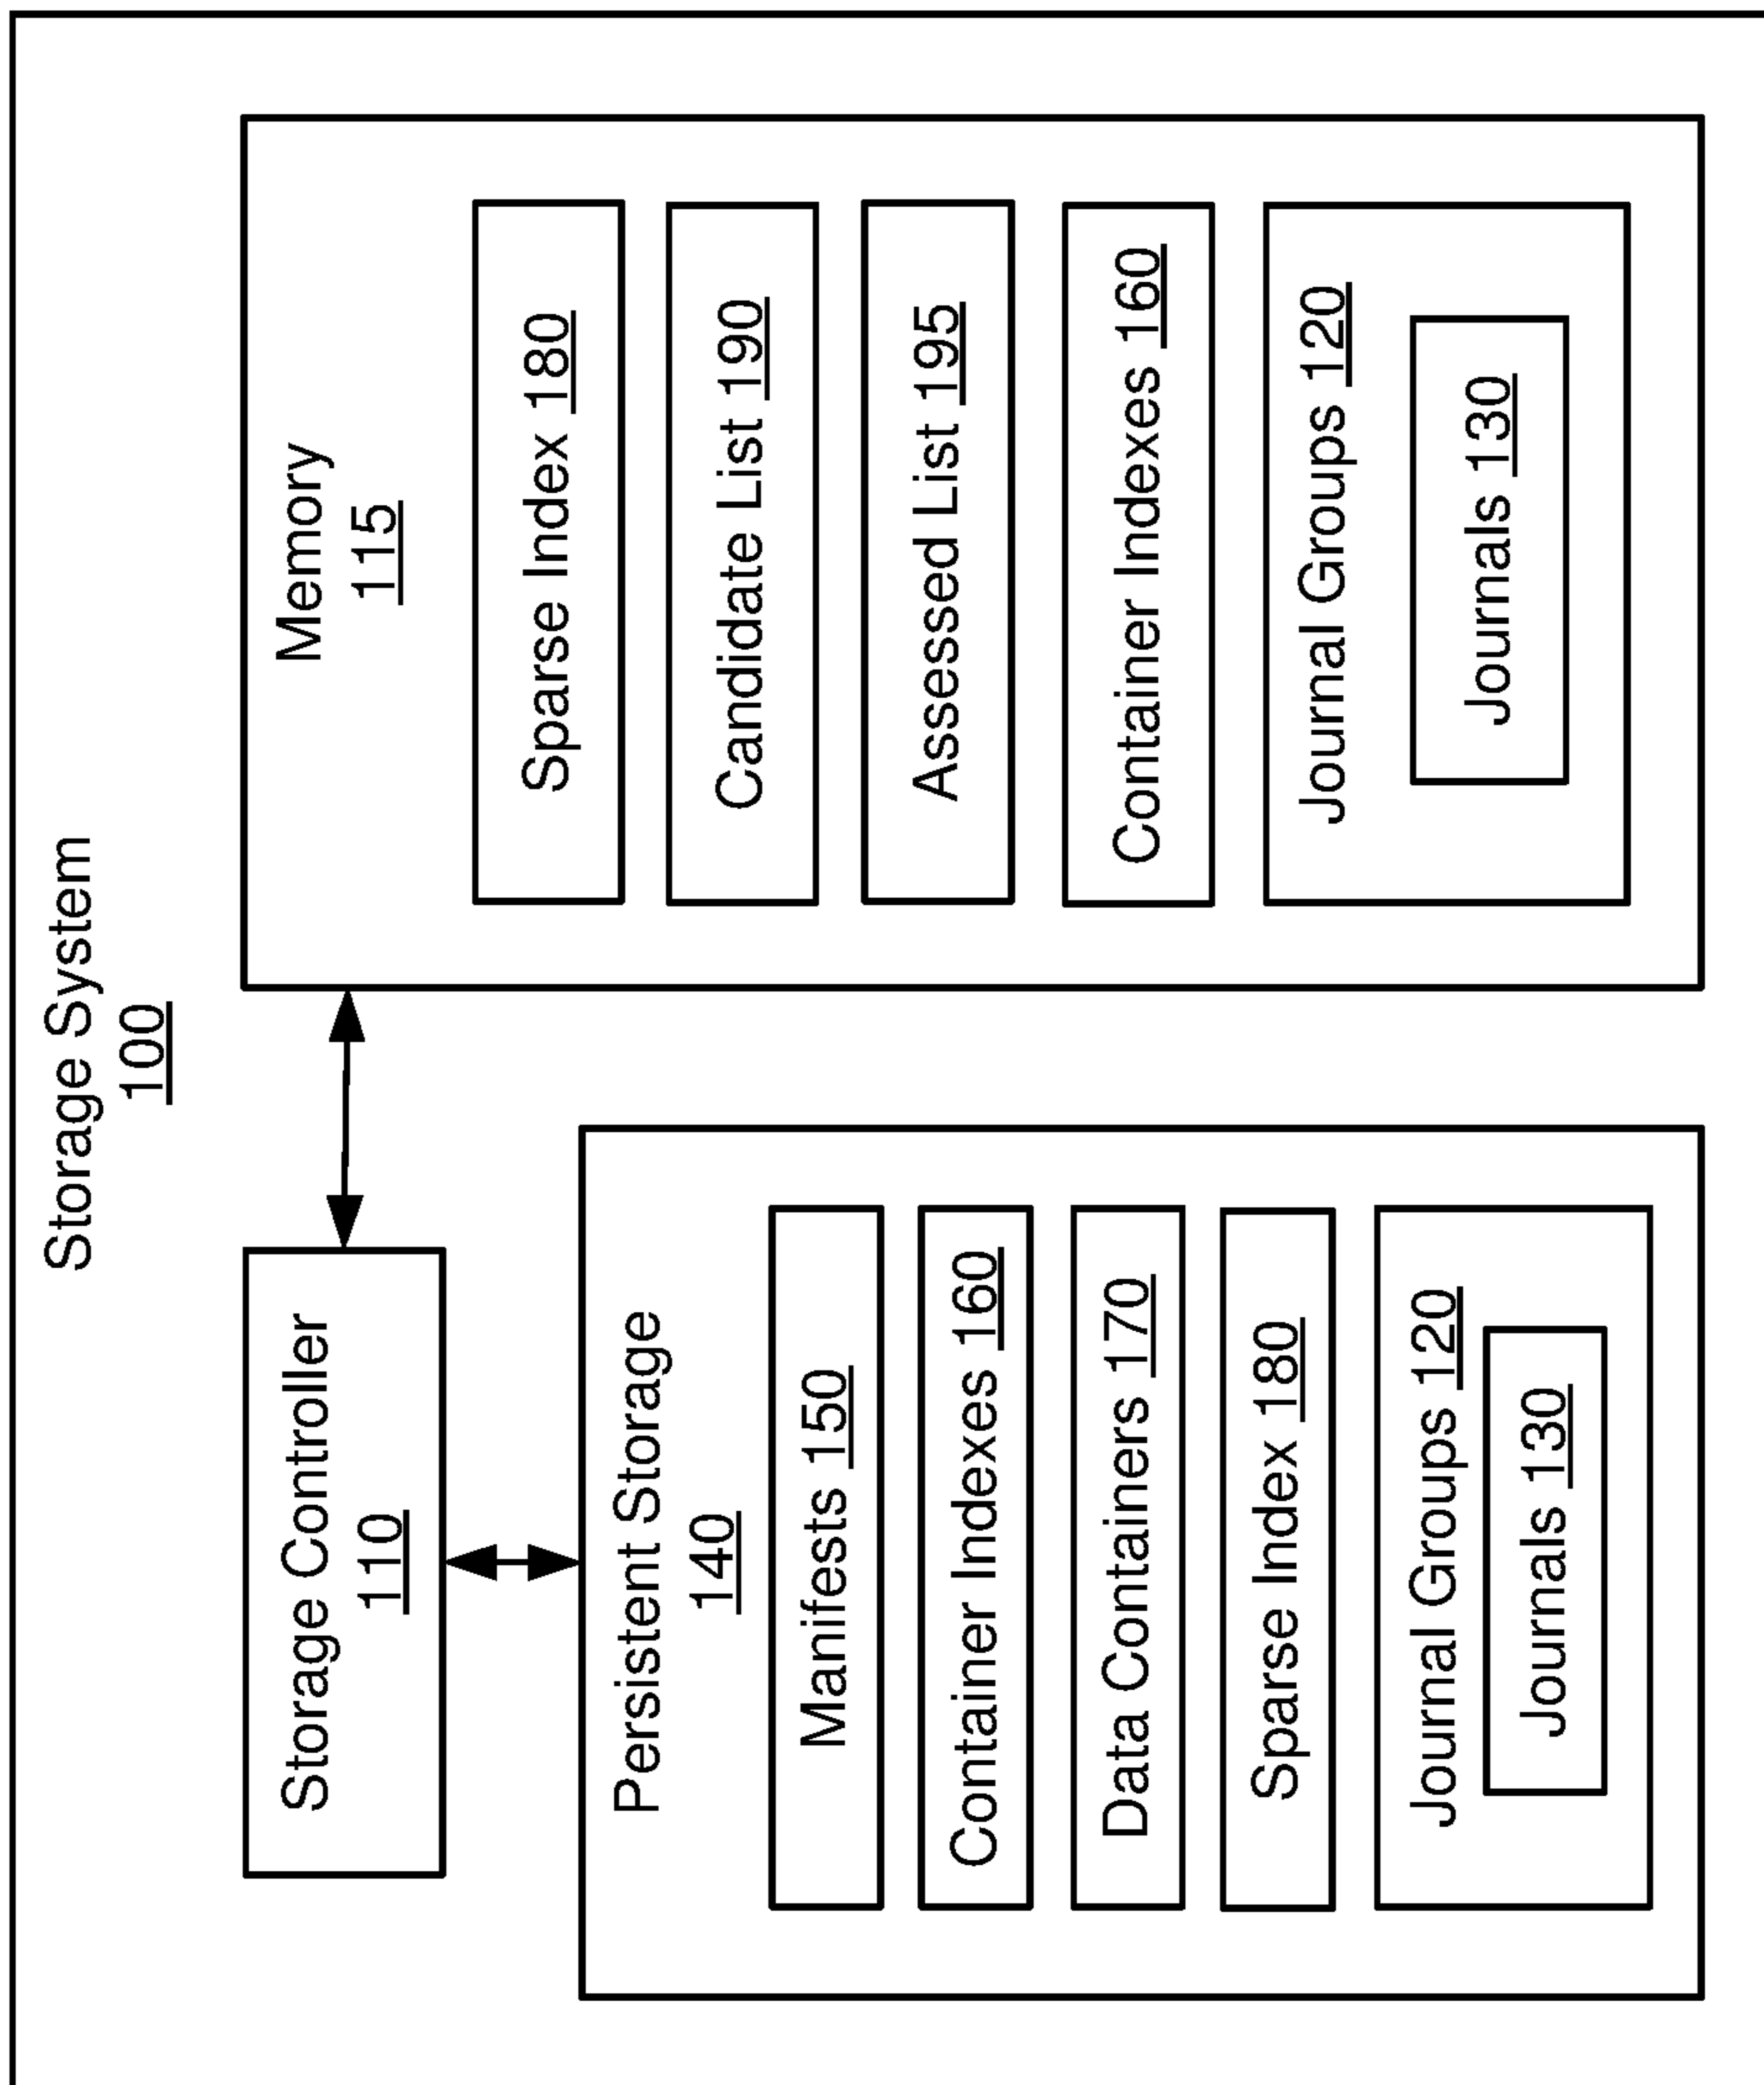 Storage System
100
Storage Controller
110
Persistent Storage
140
Manifests 150
Container Indexes 160
Data Containers 170
Sparse Index 180
Journal Groups 120
Journals 130
Memory
115
Sparse Index 180
Candidate List 190
Assessed List 195
Container Indexes 160
Journal Groups 120
Journals 130